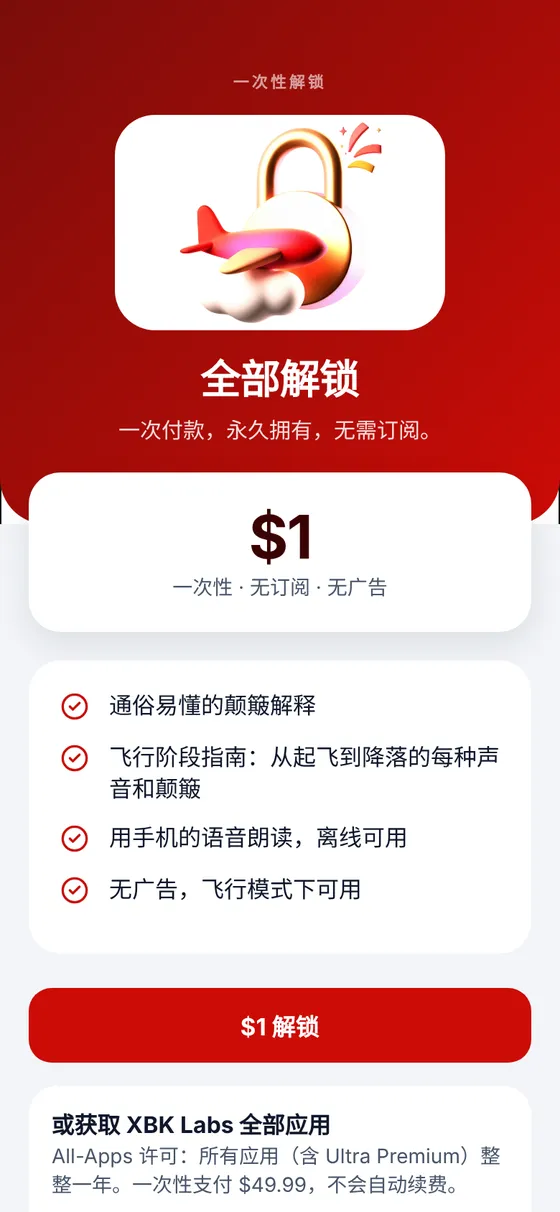 一次性解锁
全部解锁
一次付款，永久拥有，无需订阅。
$1
一次性 · 无订阅 · 无广告
通俗易懂的颠簸解释
飞行阶段指南：从起飞到降落的每种声
音和颠簸
用手机的语音朗读，离线可用
无广告，飞行模式下可用
$1 解锁
或获取 XBK Labs 全部应用
All-Apps 许可：所有应用（含 Ultra Premium）整
整一年。一次性支付 $49.99，不会自动续费。